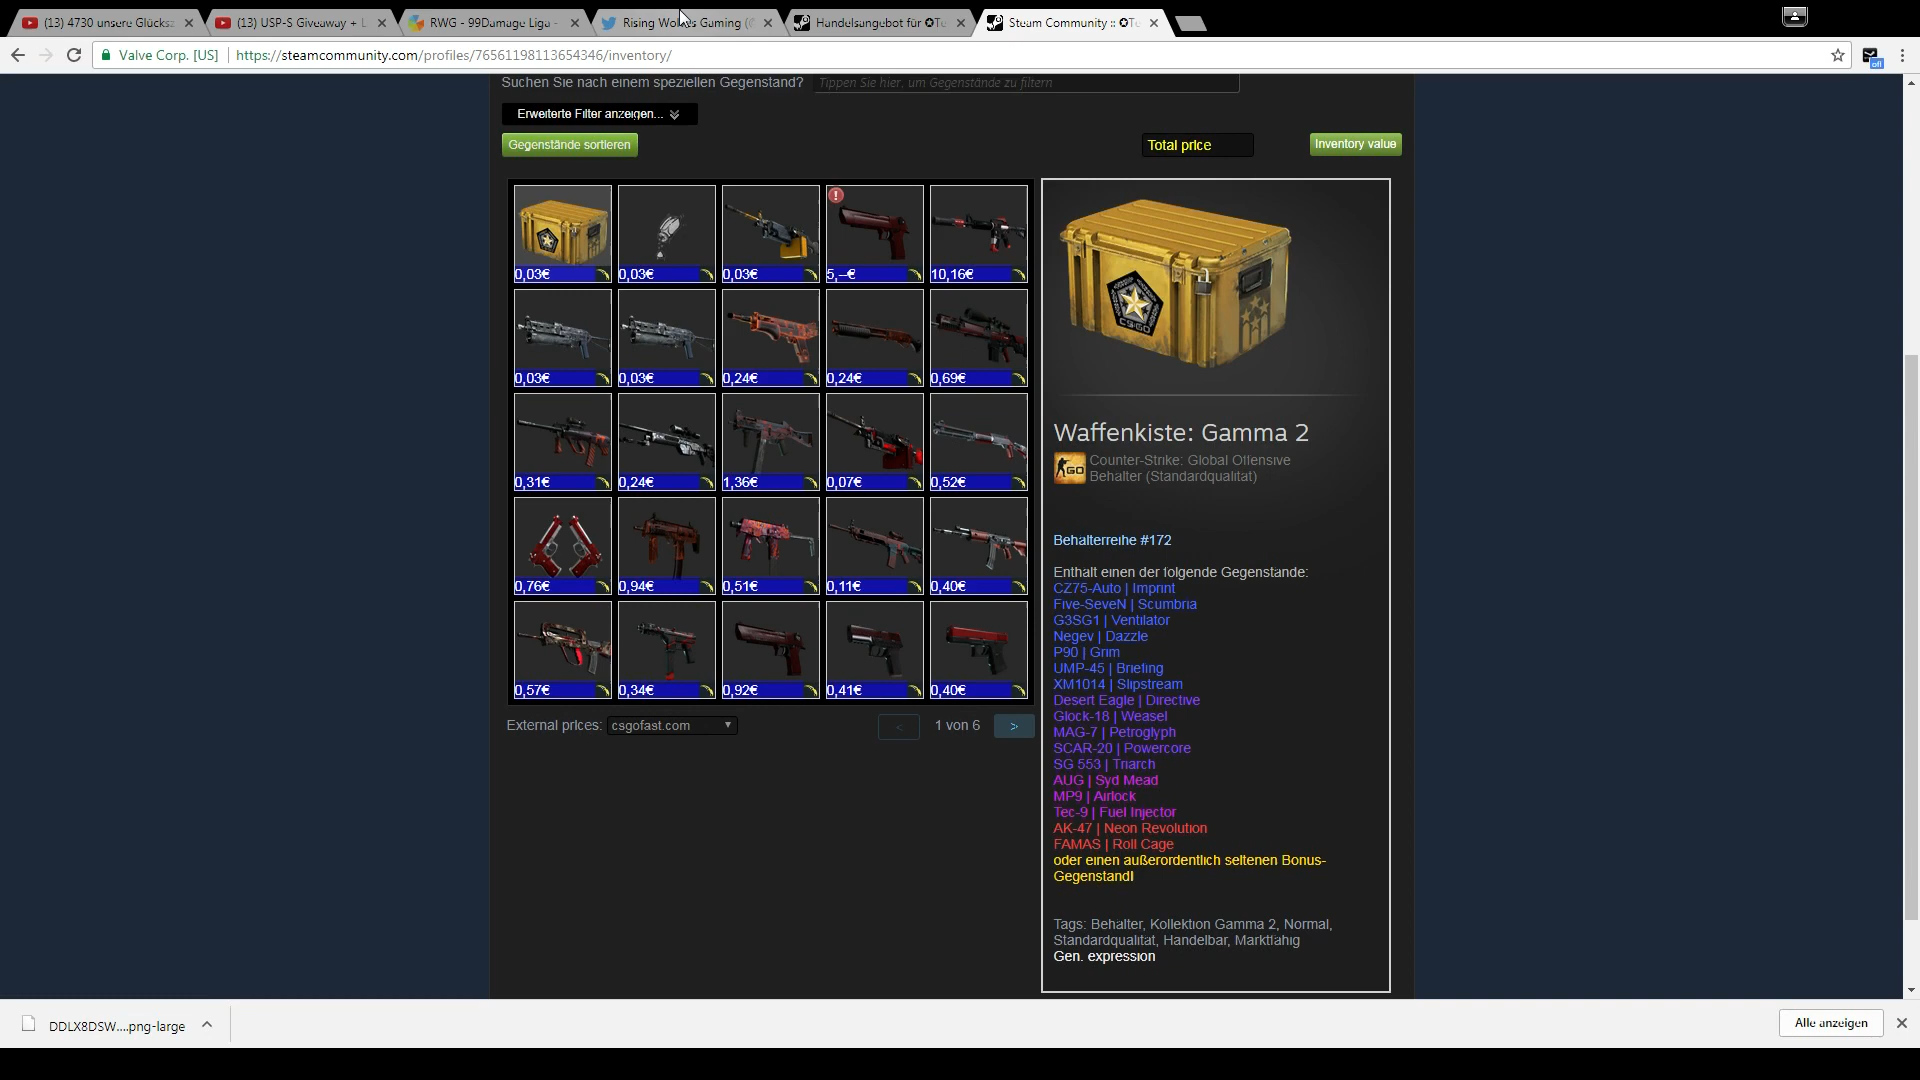 (13) 4730 unsere Glücksz
(13) USP-S Giveaway + L
RWG - 99Damage Liga -
Rising Wolves Gaming (@
Handelsangebot für ✪Te
Steam Community :: ✪Te
Valve Corp. [US] https://steamcommunity.com/profiles/76561198113654346/inventory/
off
Suchen Sie nach einem speziellen Gegenstand? Tippen Sie hier, um Gegenstände zu filtern
Erweiterte Filter anzeigen...
Gegenstände sortieren Total price Inventory value
0,03€ 0,03€ 0,03€ 5,--€ 10,16€
0,03€ 0,03€ 0,24€ 0,24€ 0,69€
0,31€ 0,24€ 1,36€ 0,07€ 0,52€
0,76€ 0,94€ 0,51€ 0,11€ 0,40€
0,57€ 0,34€ 0,92€ 0,41€ 0,40€
External prices: csgofast.com < 1 von 6 >
CS:GO
Waffenkiste: Gamma 2
GO
Counter-Strike: Global Offensive
Behälter (Standardqualität)
Behälterreihe #172
Enthält einen der folgende Gegenstände:
CZ75-Auto | Imprint
Five-SeveN | Scumbria
G3SG1 | Ventilator
Negev | Dazzle
P90 | Grim
UMP-45 | Briefing
XM1014 | Slipstream
Desert Eagle | Directive
Glock-18 | Weasel
MAG-7 | Petroglyph
SCAR-20 | Powercore
SG 553 | Triarch
AUG | Syd Mead
MP9 | Airlock
Tec-9 | Fuel Injector
AK-47 | Neon Revolution
FAMAS | Roll Cage
oder einen außerordentlich seltenen Bonus-
Gegenstand!
Tags: Behälter, Kollektion Gamma 2, Normal,
Standardqualität, Handelbar, Marktfähig
Gen. expression
DDLX8DSW....png-large
Alle anzeigen